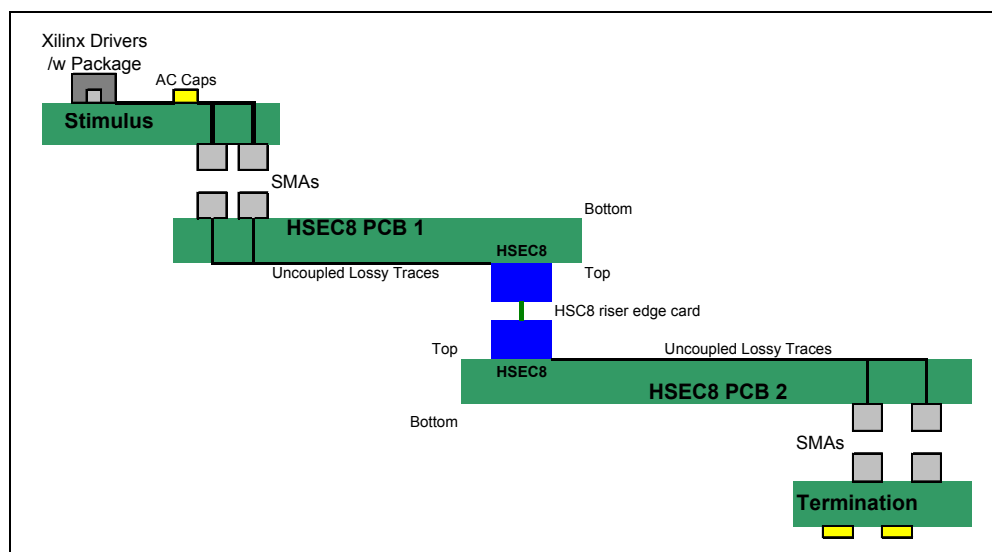 Xilinx Drivers
/w Package
AC Caps
Stimulus
SMAs
Bottom
HSEC8 PCB 1
HSEC8
Uncoupled Lossy Traces
Top
HSC8 riser edge card
Top
Uncoupled Lossy Traces
HSEC8
HSEC8 PCB 2
Bottom
SMAs
Termination